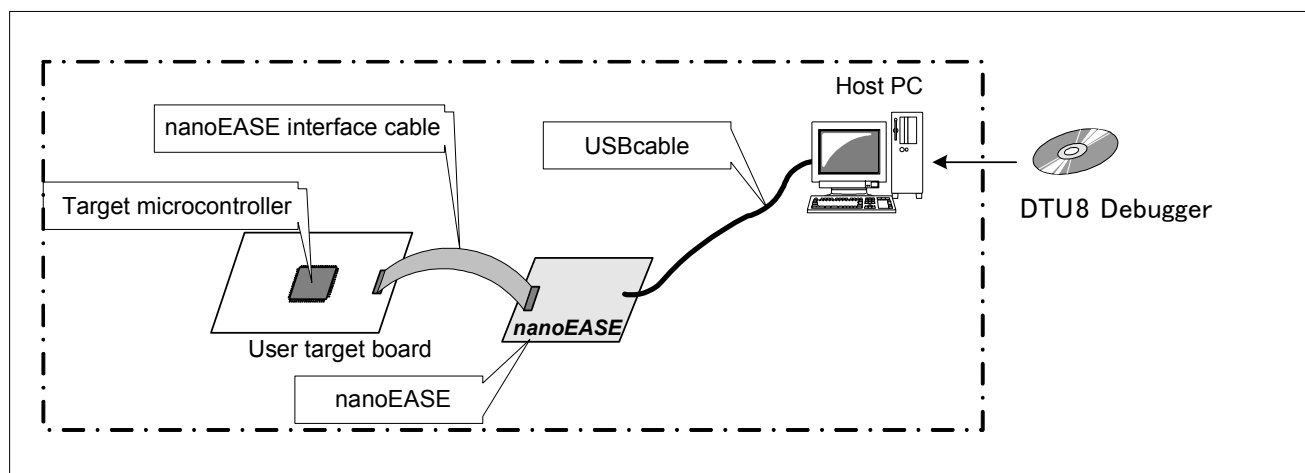 Host PC
nanoEASE interface cable
USBcable
Target microcontroller
DTU8 Debugger
nanoEASE
User target board
nanoEASE